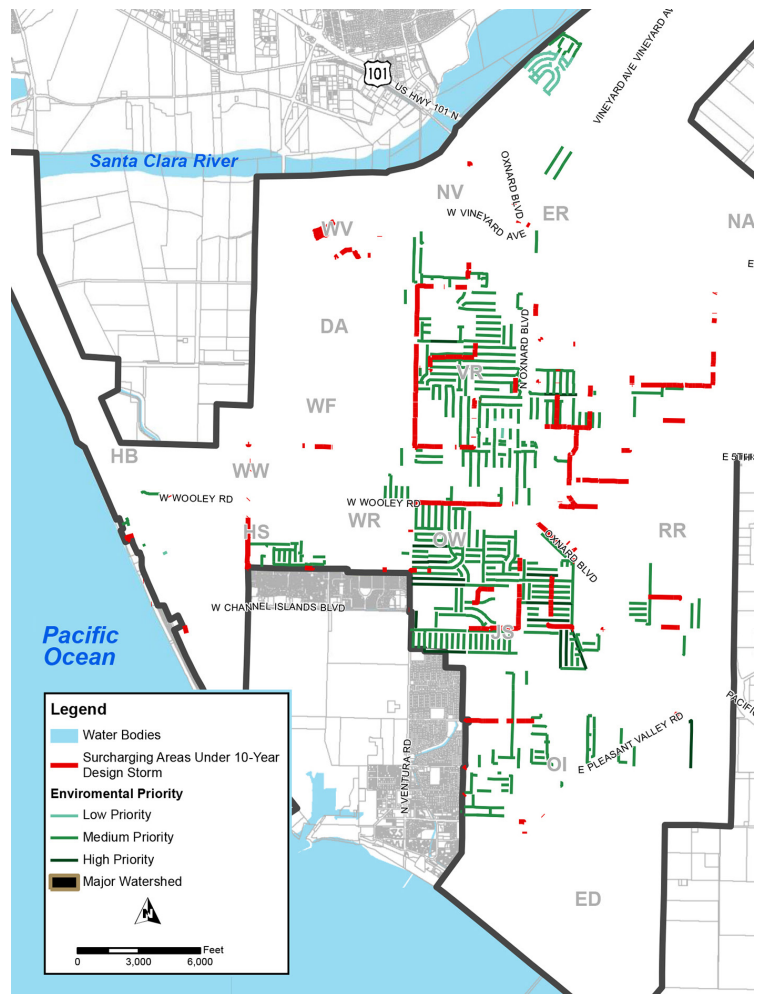 VINEYARD AVE VINEYARD AV
101
US HWY 101 N
Santa Clara River
OXNARD BLVD
NV
ER
W VINEYARD AVE
WV
NA
E
DA
N OXNARD BLVD
VR
WF
HB
E 5TH
WW
W WOOLEY RD
W WOOLEY RD
WR
HS
OW
RR
OXNARD BLVD
W CHANNEL ISLANDS BLVD
JS
Pacific
Ocean
PACIFIC
N VENTURA RD
E PLEASANT VALLEY RD
OI
ED
Legend
Water Bodies
Surcharging Areas Under 10-Year
Design Storm
Enviromental Priority
Low Priority
Medium Priority
High Priority
Major Watershed
N
Feet
0 3,000 6,000